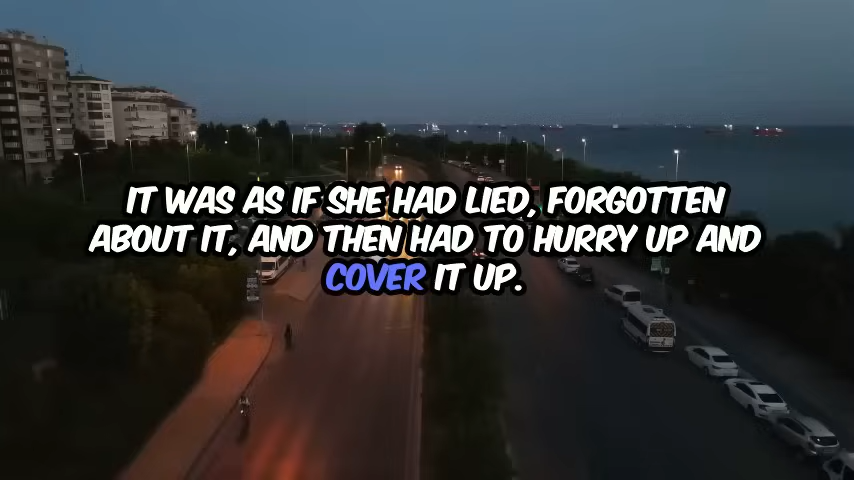 IT WAS AS IF SHE HAD LIED, FORGOTTEN
ABOUT IT, AND THEN HAD TO HURRY UP AND
COVER IT UP.